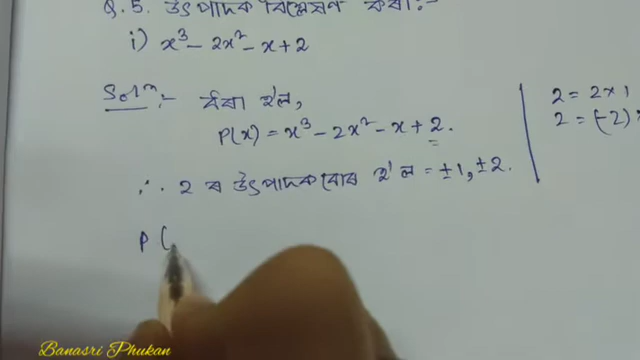 Q.5. উৎপাদক বিশ্লেষণ কৰা:-
i) x³ - 2x² - x + 2
Solⁿ:- ধৰা হ'ল,
P(x) = x³ - 2x² - x + 2.
∴ 2 ৰ উৎপাদকবোৰ হ'ল = ±1, ±2.
P(
2 = 2×1
2 = (-2)×
Banasri Phukan